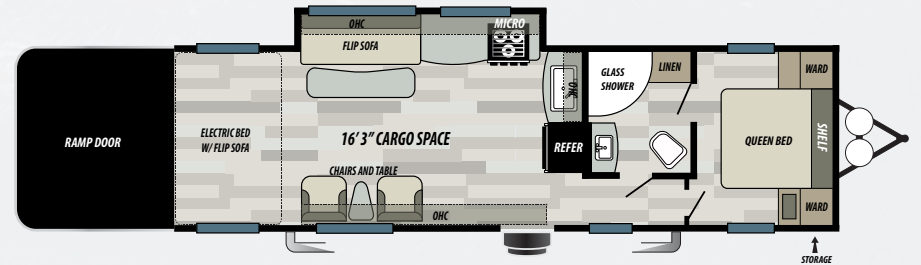 OHC
MICRO
FLIP SOFA
OHC
GLASS
SHOWER
LINEN
WARD
RAMP DOOR
ELECTRIC BED
W/ FLIP SOFA
16' 3" CARGO SPACE
REFER
QUEEN BED
SHELF
CHAIRS AND TABLE
OHC
WARD
STORAGE